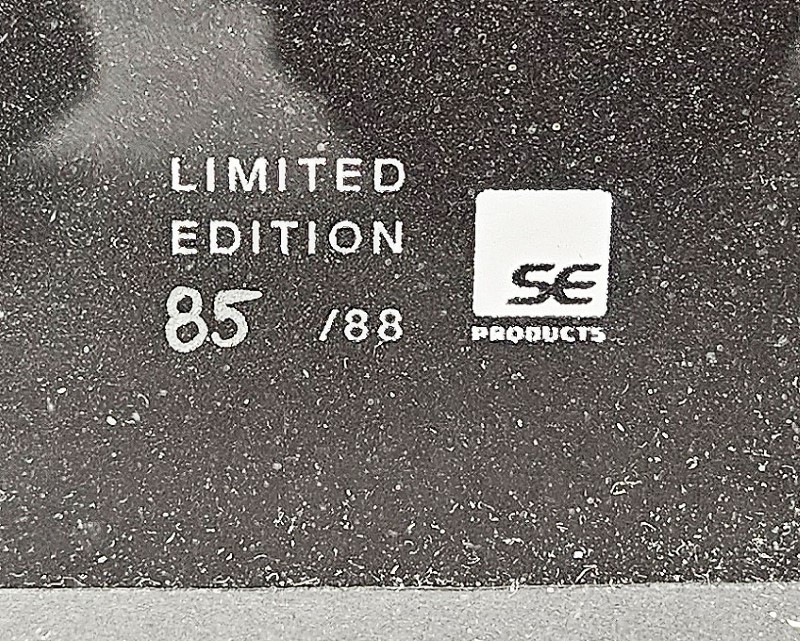 LIMITED
EDITION
85 /88
SE
PRODUCTS